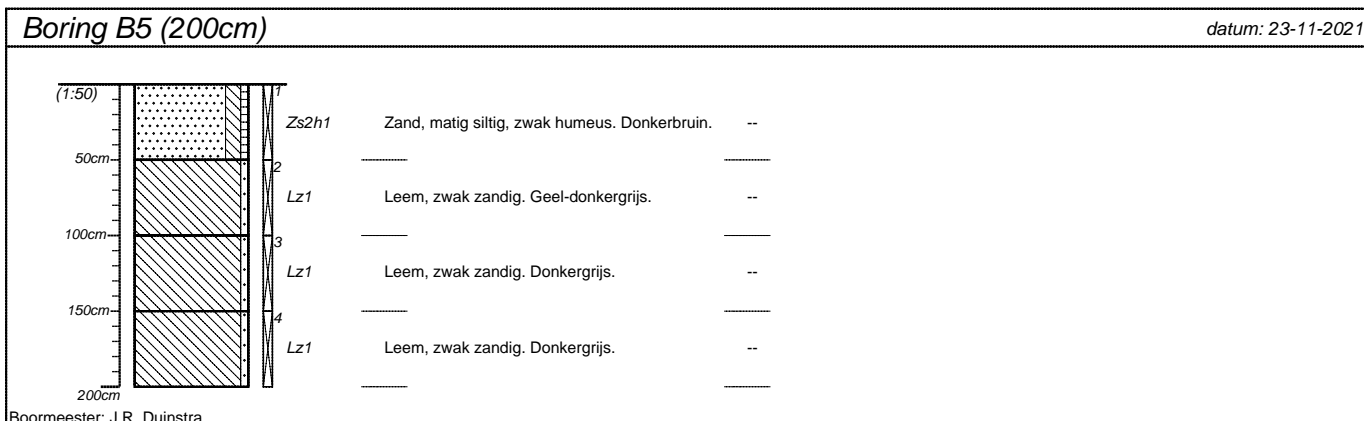 Boring B5 (200cm) datum: 23-11-2021
(1:50) 1
Zs2h1 Zand, matig siltig, zwak humeus. Donkerbruin. --
50cm 2
Lz1 Leem, zwak zandig. Geel-donkergrijs. --
100cm 3
Lz1 Leem, zwak zandig. Donkergrijs. --
150cm 4
Lz1 Leem, zwak zandig. Donkergrijs. --
200cm
Boormeester: J.R. Duinstra